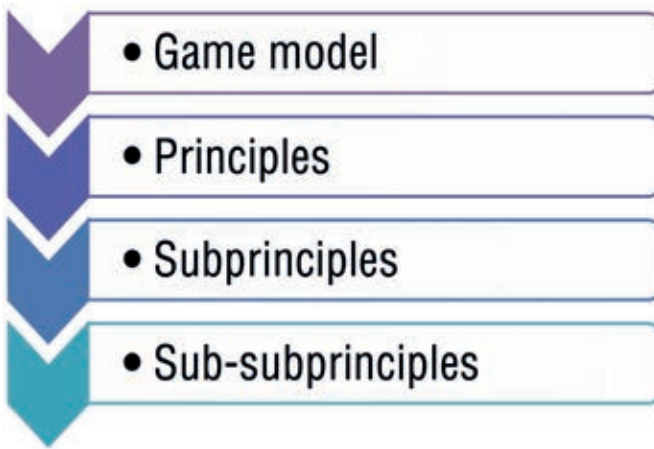 • Game model
• Principles
• Subprinciples
• Sub-subprinciples